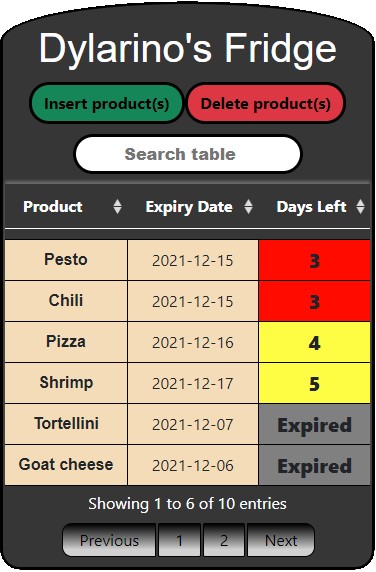 Dylarino's Fridge
Insert product(s) Delete product(s)
Search table
Product Expiry Date Days Left
Pesto 2021-12-15 3
Chili 2021-12-15 3
Pizza 2021-12-16 4
Shrimp 2021-12-17 5
Tortellini 2021-12-07 Expired
Goat cheese 2021-12-06 Expired
Showing 1 to 6 of 10 entries
Previous 1 2 Next